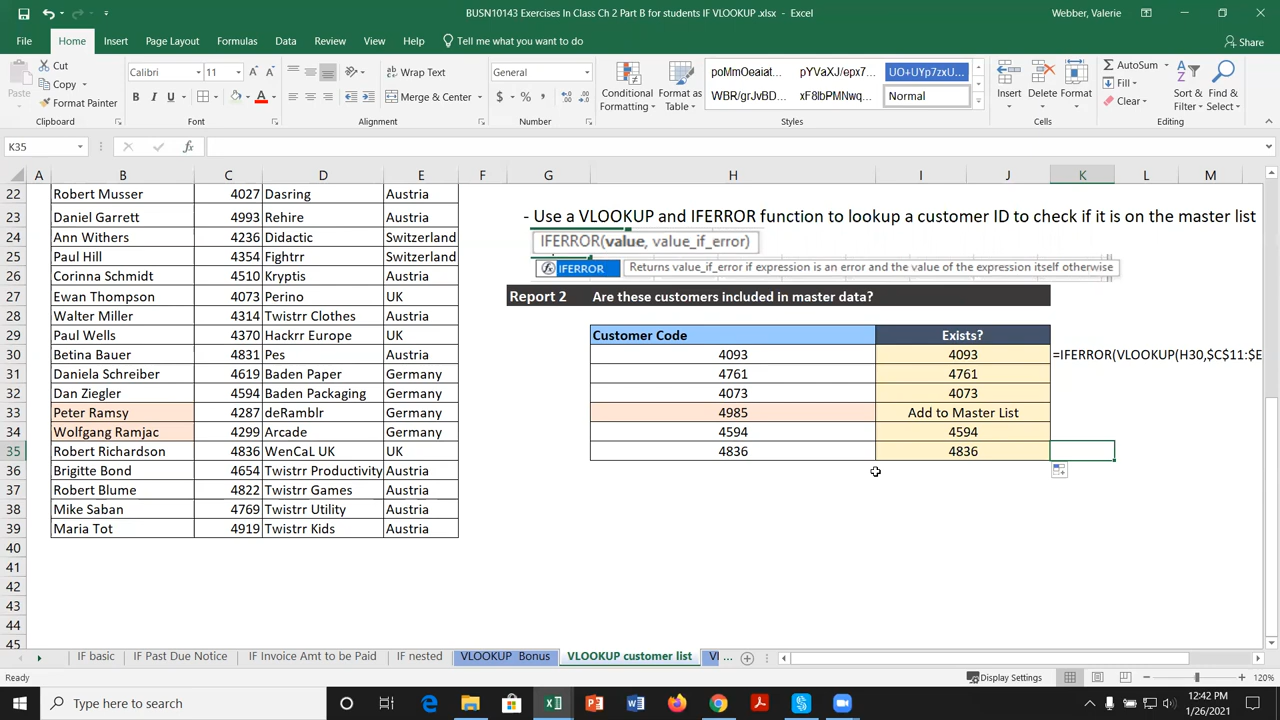 BUSN10143 Exercises In Class Ch 2 Part B for students IF VLOOKUP .xlsx - Excel
Webber, Valerie
File Home Insert Page Layout Formulas Data Review View Help Tell me what you want to do Share
Cut
Copy
Format Painter
Paste
Clipboard
Calibri 11
B I U
Font
Wrap Text
Merge & Center
Alignment
General
$ % ,
Number
Conditional Formatting
Format as Table
poMmOeaiat... pYVaXJ/epx7... UO+UYp7zxU...
WBR/grJvBD... xF8lbPMNwq... Normal
Styles
Insert Delete Format
Cells
AutoSum
Fill
Clear
Sort & Filter
Find & Select
Editing
K35 fx
A B C D E F G H I J K L M
22 Robert Musser 4027 Dasring Austria
23 Daniel Garrett 4993 Rehire Austria
24 Ann Withers 4236 Didactic Switzerland
25 Paul Hill 4354 Fightrr Switzerland
26 Corinna Schmidt 4510 Kryptis Austria
27 Ewan Thompson 4073 Perino UK
28 Walter Miller 4314 Twistrr Clothes Austria
29 Paul Wells 4370 Hackrr Europe UK
30 Betina Bauer 4831 Pes Austria
31 Daniela Schreiber 4619 Baden Paper Germany
32 Dan Ziegler 4594 Baden Packaging Germany
33 Peter Ramsy 4287 deRamblr Germany
34 Wolfgang Ramjac 4299 Arcade Germany
35 Robert Richardson 4836 WenCaL UK UK
36 Brigitte Bond 4654 Twistrr Productivity Austria
37 Robert Blume 4822 Twistrr Games Austria
38 Mike Saban 4769 Twistrr Utility Austria
39 Maria Tot 4919 Twistrr Kids Austria
40
41
42
43
44
45
- Use a VLOOKUP and IFERROR function to lookup a customer ID to check if it is on the master list
IFERROR(value, value_if_error)
IFERROR Returns value_if_error if expression is an error and the value of the expression itself otherwise
Report 2 Are these customers included in master data?
Customer Code Exists?
4093 4093 =IFERROR(VLOOKUP(H30,$C$11:$E
4761 4761
4073 4073
4985 Add to Master List
4594 4594
4836 4836
IF basic IF Past Due Notice IF Invoice Amt to be Paid IF nested VLOOKUP Bonus VLOOKUP customer list VI ...
Ready Display Settings 120%
Type here to search
12:42 PM
1/26/2021